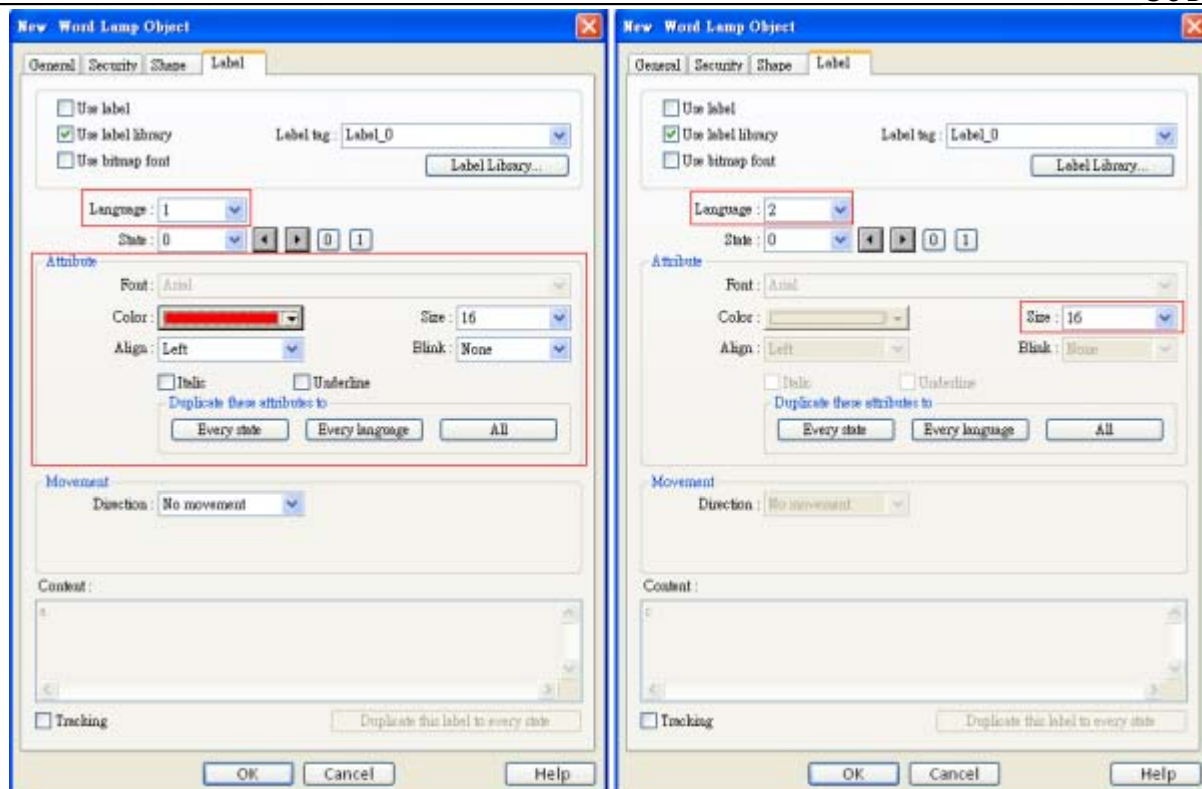 New Word Lamp Object
General Security Shape Label
Use label
Use label library Label tag : Label_0
Use bitmap font Label Library...
Language : 1
State : 0 0 1
Attribute
Font : Arial
Color : Size : 16
Align : Left Blink : None
Italic Underline
Duplicate these attributes to
Every state Every language All
Movement
Direction : No movement
Content :
a
Tracking Duplicate this label to every state
OK Cancel Help
New Word Lamp Object
General Security Shape Label
Use label
Use label library Label tag : Label_0
Use bitmap font Label Library...
Language : 2
State : 0 0 1
Attribute
Font : Arial
Color : Size : 16
Align : Left Blink : None
Italic Underline
Duplicate these attributes to
Every state Every language All
Movement
Direction : No movement
Content :
c
Tracking Duplicate this label to every state
OK Cancel Help